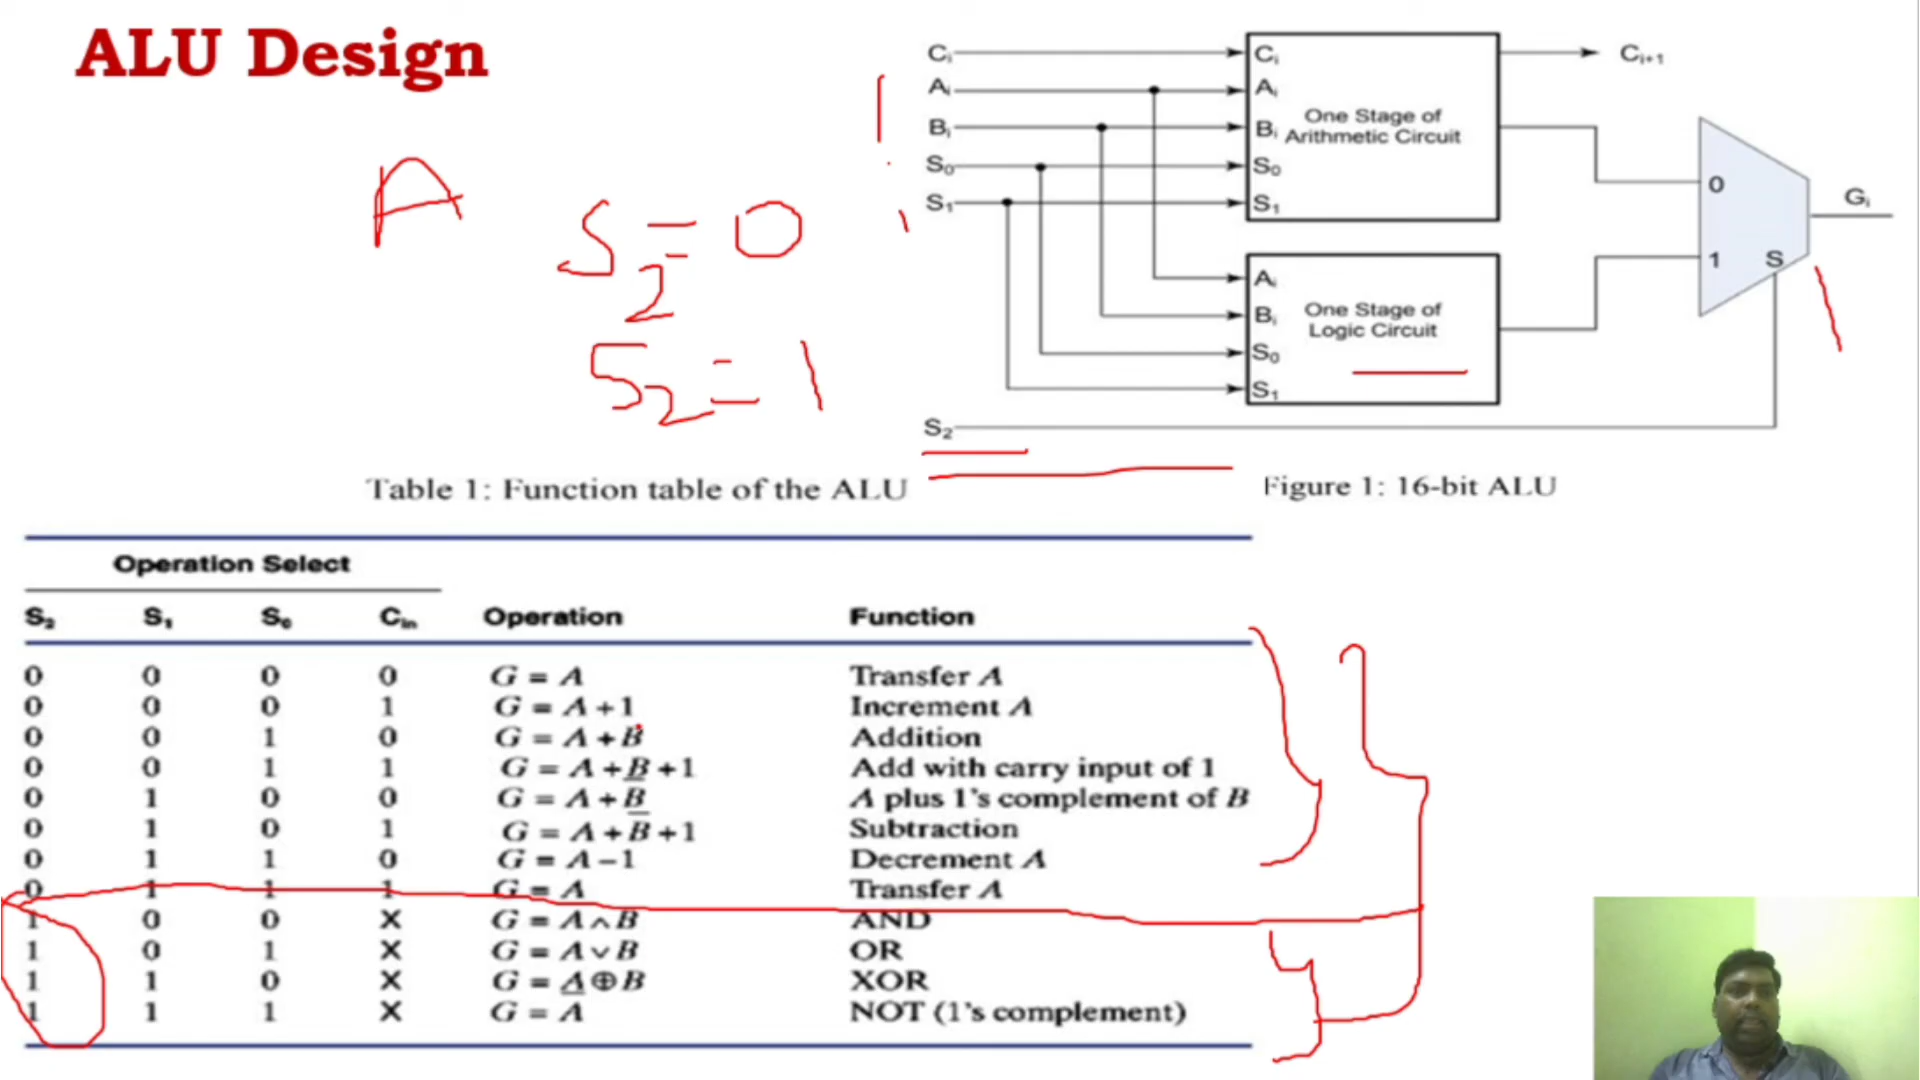 ALU Design
A
S₂ = 0
S₂ = 1
Cᵢ Cᵢ Cᵢ₊₁
Aᵢ Aᵢ
One Stage of
Bᵢ Bᵢ Arithmetic Circuit
S₀ S₀
S₁ S₁
0
Gᵢ
1 S
Aᵢ
Bᵢ One Stage of
Logic Circuit
S₀
S₁
S₂
Table 1: Function table of the ALU
Figure 1: 16-bit ALU
Operation Select
S₂ S₁ S₀ Cᵢₙ Operation Function
0 0 0 0 G = A Transfer A
0 0 0 1 G = A + 1 Increment A
0 0 1 0 G = A + B Addition
0 0 1 1 G = A + B + 1 Add with carry input of 1
0 1 0 0 G = A + B̅ A plus 1's complement of B
0 1 0 1 G = A + B̅ + 1 Subtraction
0 1 1 0 G = A − 1 Decrement A
0 1 1 1 G = A Transfer A
1 0 0 X G = A ∧ B AND
1 0 1 X G = A ∨ B OR
1 1 0 X G = A ⊕ B XOR
1 1 1 X G = A̅ NOT (1's complement)